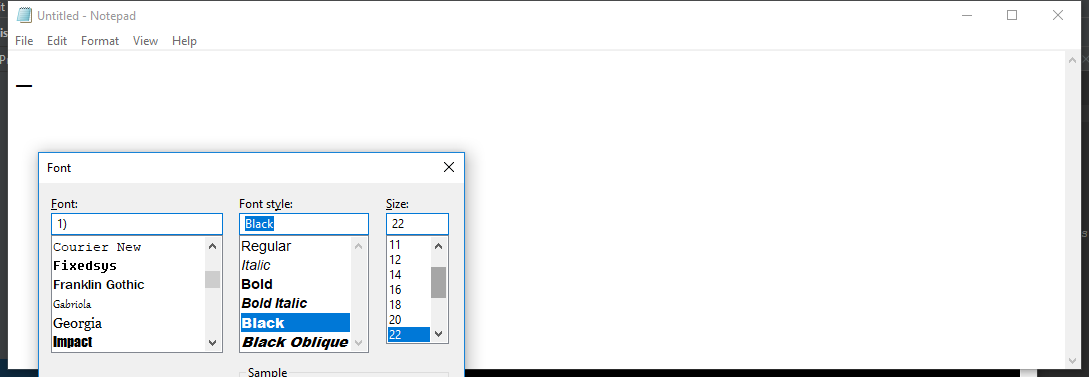 Untitled - Notepad
File Edit Format View Help
—
Font
Font: Font style: Size:
1) Black 22
Courier New Regular 11
Fixedsys Italic 12
Franklin Gothic Bold 14
Gabriola Bold Italic 16
Georgia Black 18
Impact Black Oblique 20
22
Sample